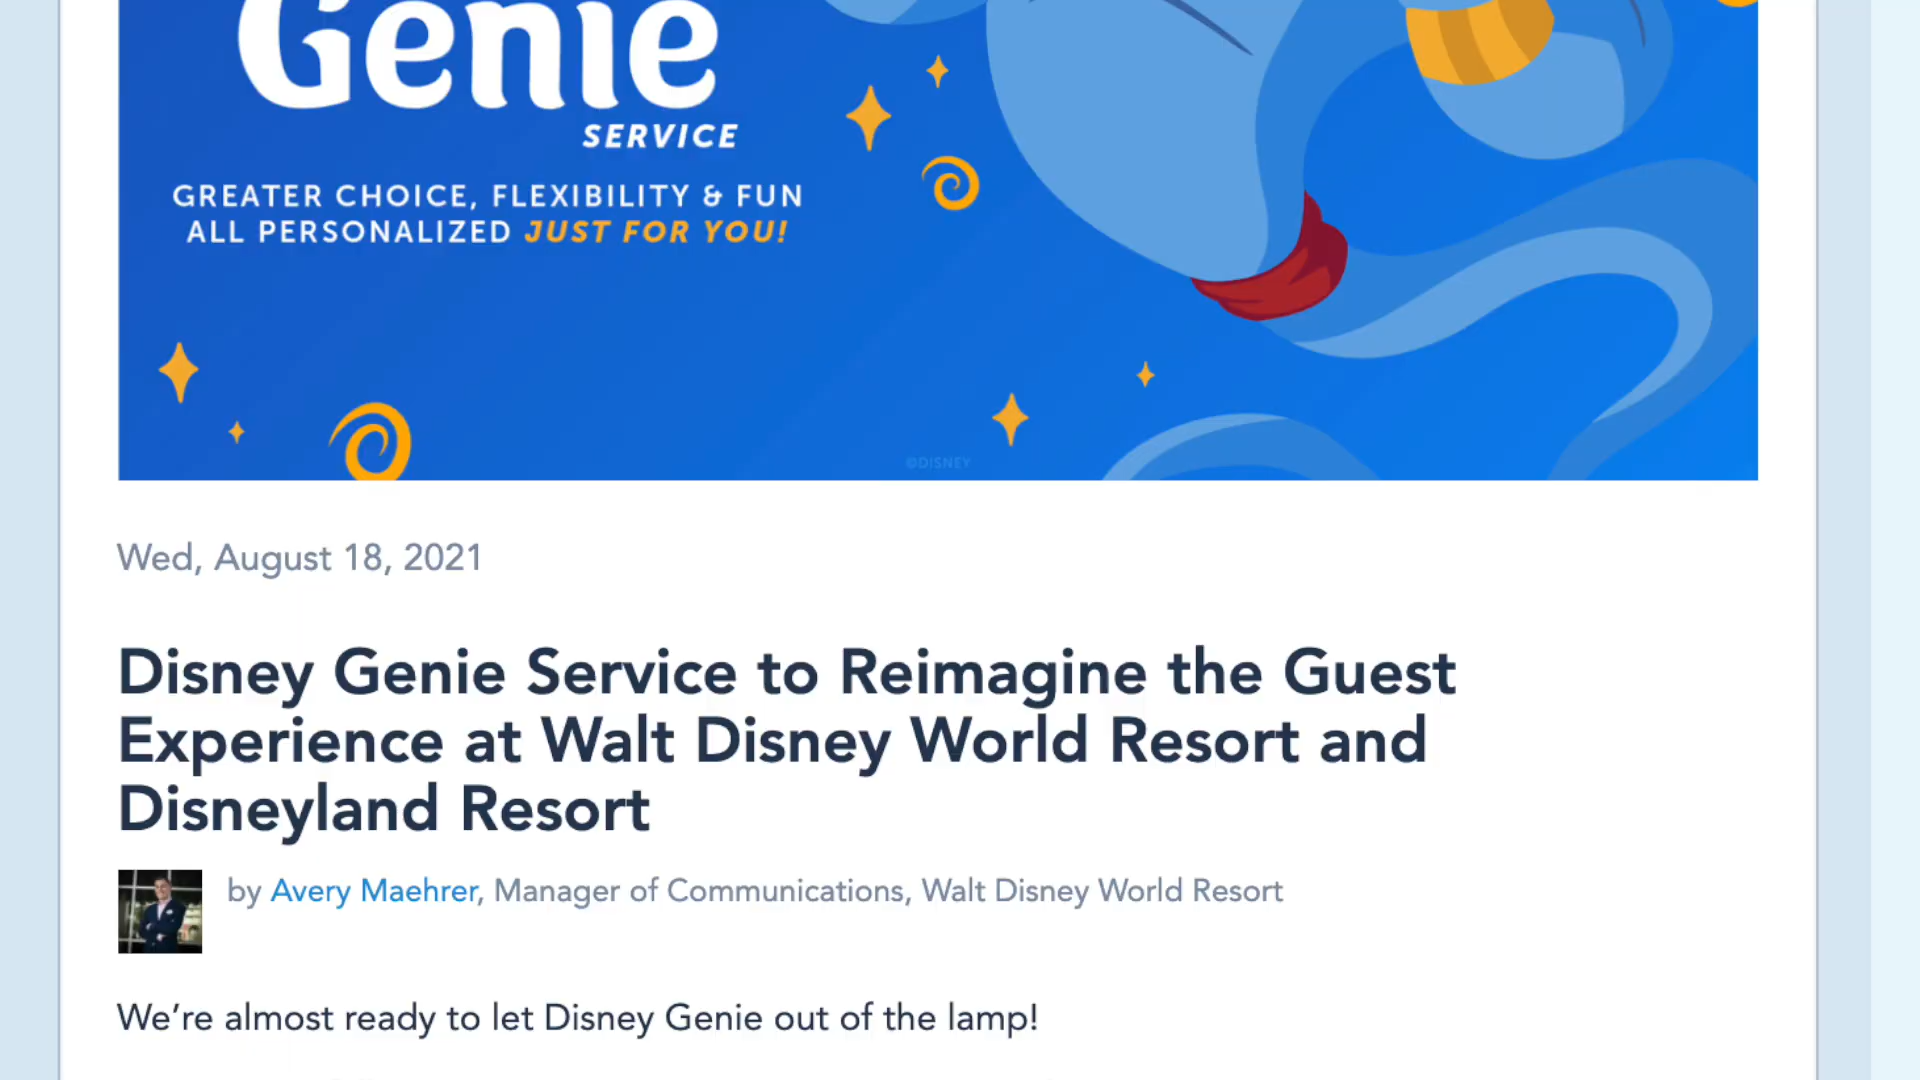 Genie
SERVICE
GREATER CHOICE, FLEXIBILITY & FUN
ALL PERSONALIZED JUST FOR YOU!
©DISNEY
Wed, August 18, 2021
Disney Genie Service to Reimagine the Guest
Experience at Walt Disney World Resort and
Disneyland Resort
by Avery Maehrer, Manager of Communications, Walt Disney World Resort
We’re almost ready to let Disney Genie out of the lamp!